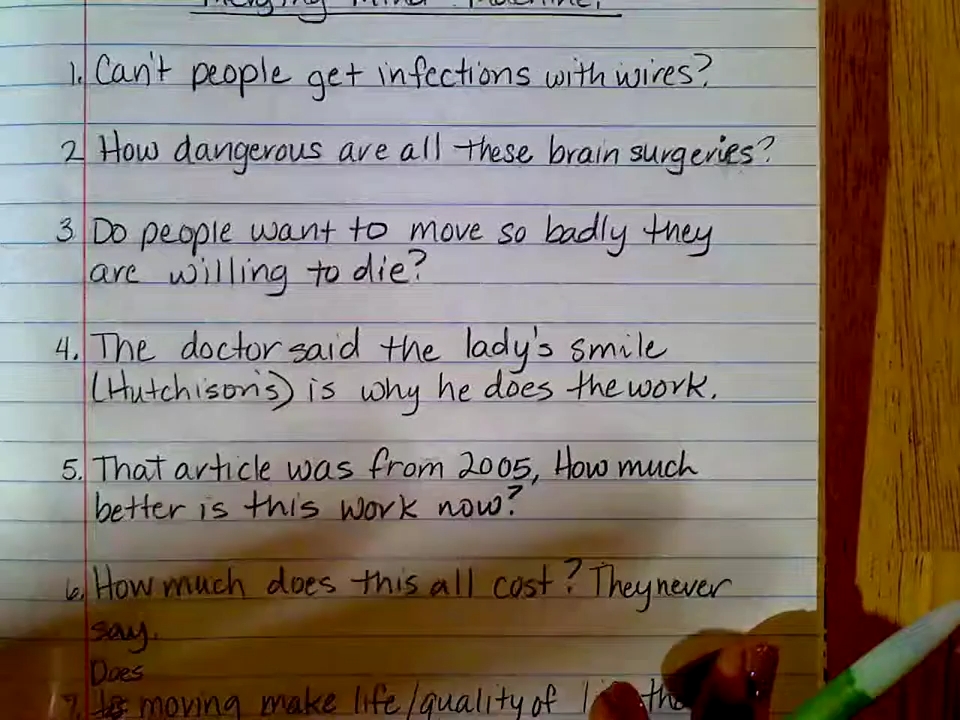 Merging Mind Machine!
1. Can't people get infections with wires?
2 How dangerous are all these brain surgeries?
3 Do people want to move so badly they
are willing to die?
4. The doctor said the lady's smile
(Hutchison's) is why he does the work.
5. That article was from 2005, How much
better is this work now?
6. How much does this all cost? They never
say.
Does
7. moving make life/quality of